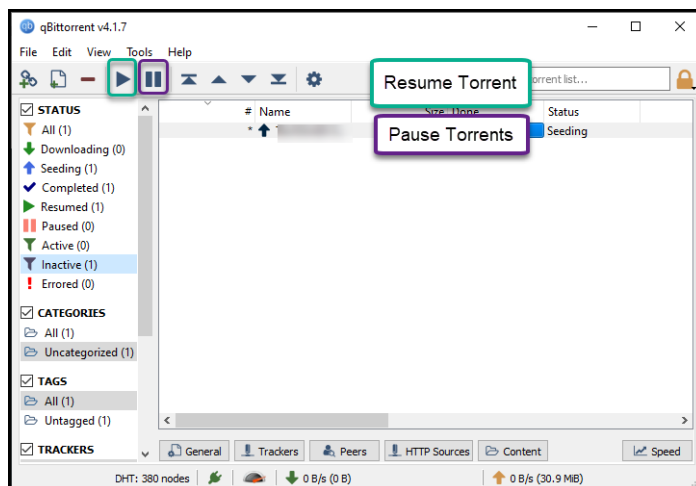 qBittorrent v4.1.7
File Edit View Tools Help
Resume Torrent
orrent list...
STATUS
All (1)
Downloading (0)
Seeding (1)
Completed (1)
Resumed (1)
Paused (0)
Active (0)
Inactive (1)
Errored (0)
CATEGORIES
All (1)
Uncategorized (1)
TAGS
All (1)
Untagged (1)
TRACKERS
# Name Size Done Status
* Seeding
Pause Torrents
General Trackers Peers HTTP Sources Content Speed
DHT: 380 nodes 0 B/s (0 B) 0 B/s (30.9 MiB)